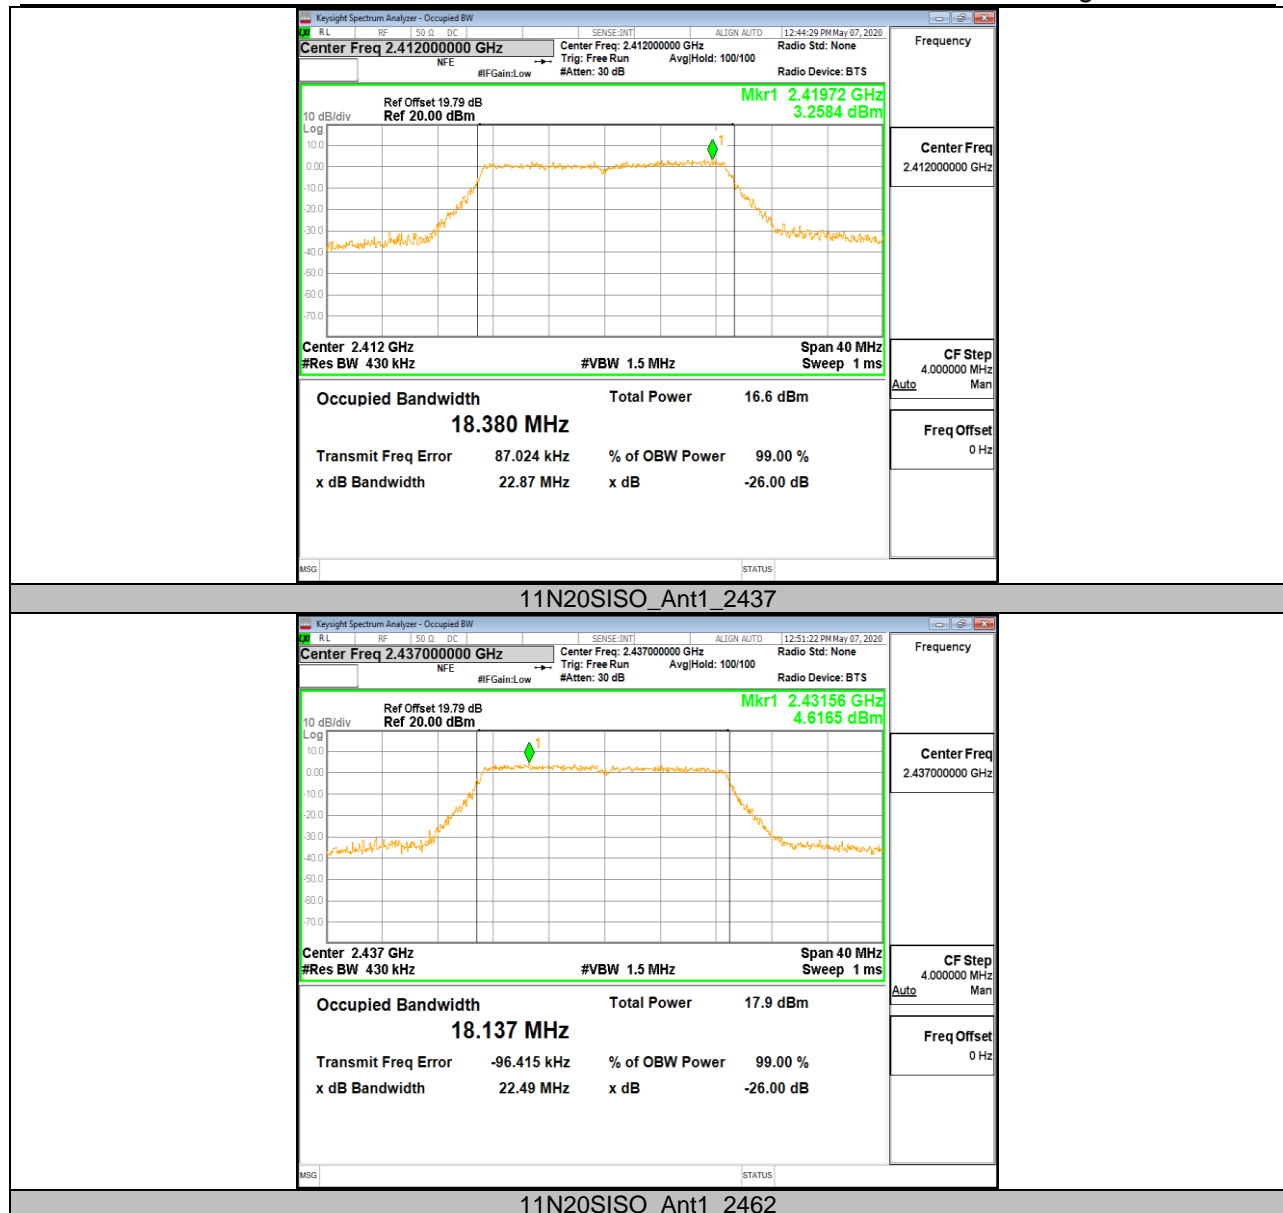 Keysight Spectrum Analyzer - Occupied BW
RL RF 50 Ω DC SENSE:INT ALIGN AUTO 12:44:29 PM May 07, 2020
Center Freq 2.412000000 GHz Center Freq: 2.412000000 GHz Radio Std: None Frequency
NFE Trig: Free Run Avg|Hold: 100/100
#IFGain:Low #Atten: 30 dB Radio Device: BTS
Mkr1 2.41972 GHz
Ref Offset 19.79 dB 3.2584 dBm
10 dB/div Ref 20.00 dBm
Log
1
10.0
0.00
-10.0
-20.0
-30.0
-40.0
-50.0
-60.0
-70.0
Center Freq
2.412000000 GHz
Center 2.412 GHz Span 40 MHz
#Res BW 430 kHz #VBW 1.5 MHz Sweep 1 ms
CF Step
4.000000 MHz
Auto Man
Occupied Bandwidth Total Power 16.6 dBm
18.380 MHz
Freq Offset
0 Hz
Transmit Freq Error 87.024 kHz % of OBW Power 99.00 %
x dB Bandwidth 22.87 MHz x dB -26.00 dB
MSG STATUS
11N20SISO_Ant1_2437
Keysight Spectrum Analyzer - Occupied BW
RL RF 50 Ω DC SENSE:INT ALIGN AUTO 12:51:22 PM May 07, 2020
Center Freq 2.437000000 GHz Center Freq: 2.437000000 GHz Radio Std: None Frequency
NFE Trig: Free Run Avg|Hold: 100/100
#IFGain:Low #Atten: 30 dB Radio Device: BTS
Mkr1 2.43156 GHz
Ref Offset 19.79 dB 4.6165 dBm
10 dB/div Ref 20.00 dBm
Log
1
10.0
0.00
-10.0
-20.0
-30.0
-40.0
-50.0
-60.0
-70.0
Center Freq
2.437000000 GHz
Center 2.437 GHz Span 40 MHz
#Res BW 430 kHz #VBW 1.5 MHz Sweep 1 ms
CF Step
4.000000 MHz
Auto Man
Occupied Bandwidth Total Power 17.9 dBm
18.137 MHz
Freq Offset
0 Hz
Transmit Freq Error -96.415 kHz % of OBW Power 99.00 %
x dB Bandwidth 22.49 MHz x dB -26.00 dB
MSG STATUS
11N20SISO_Ant1_2462